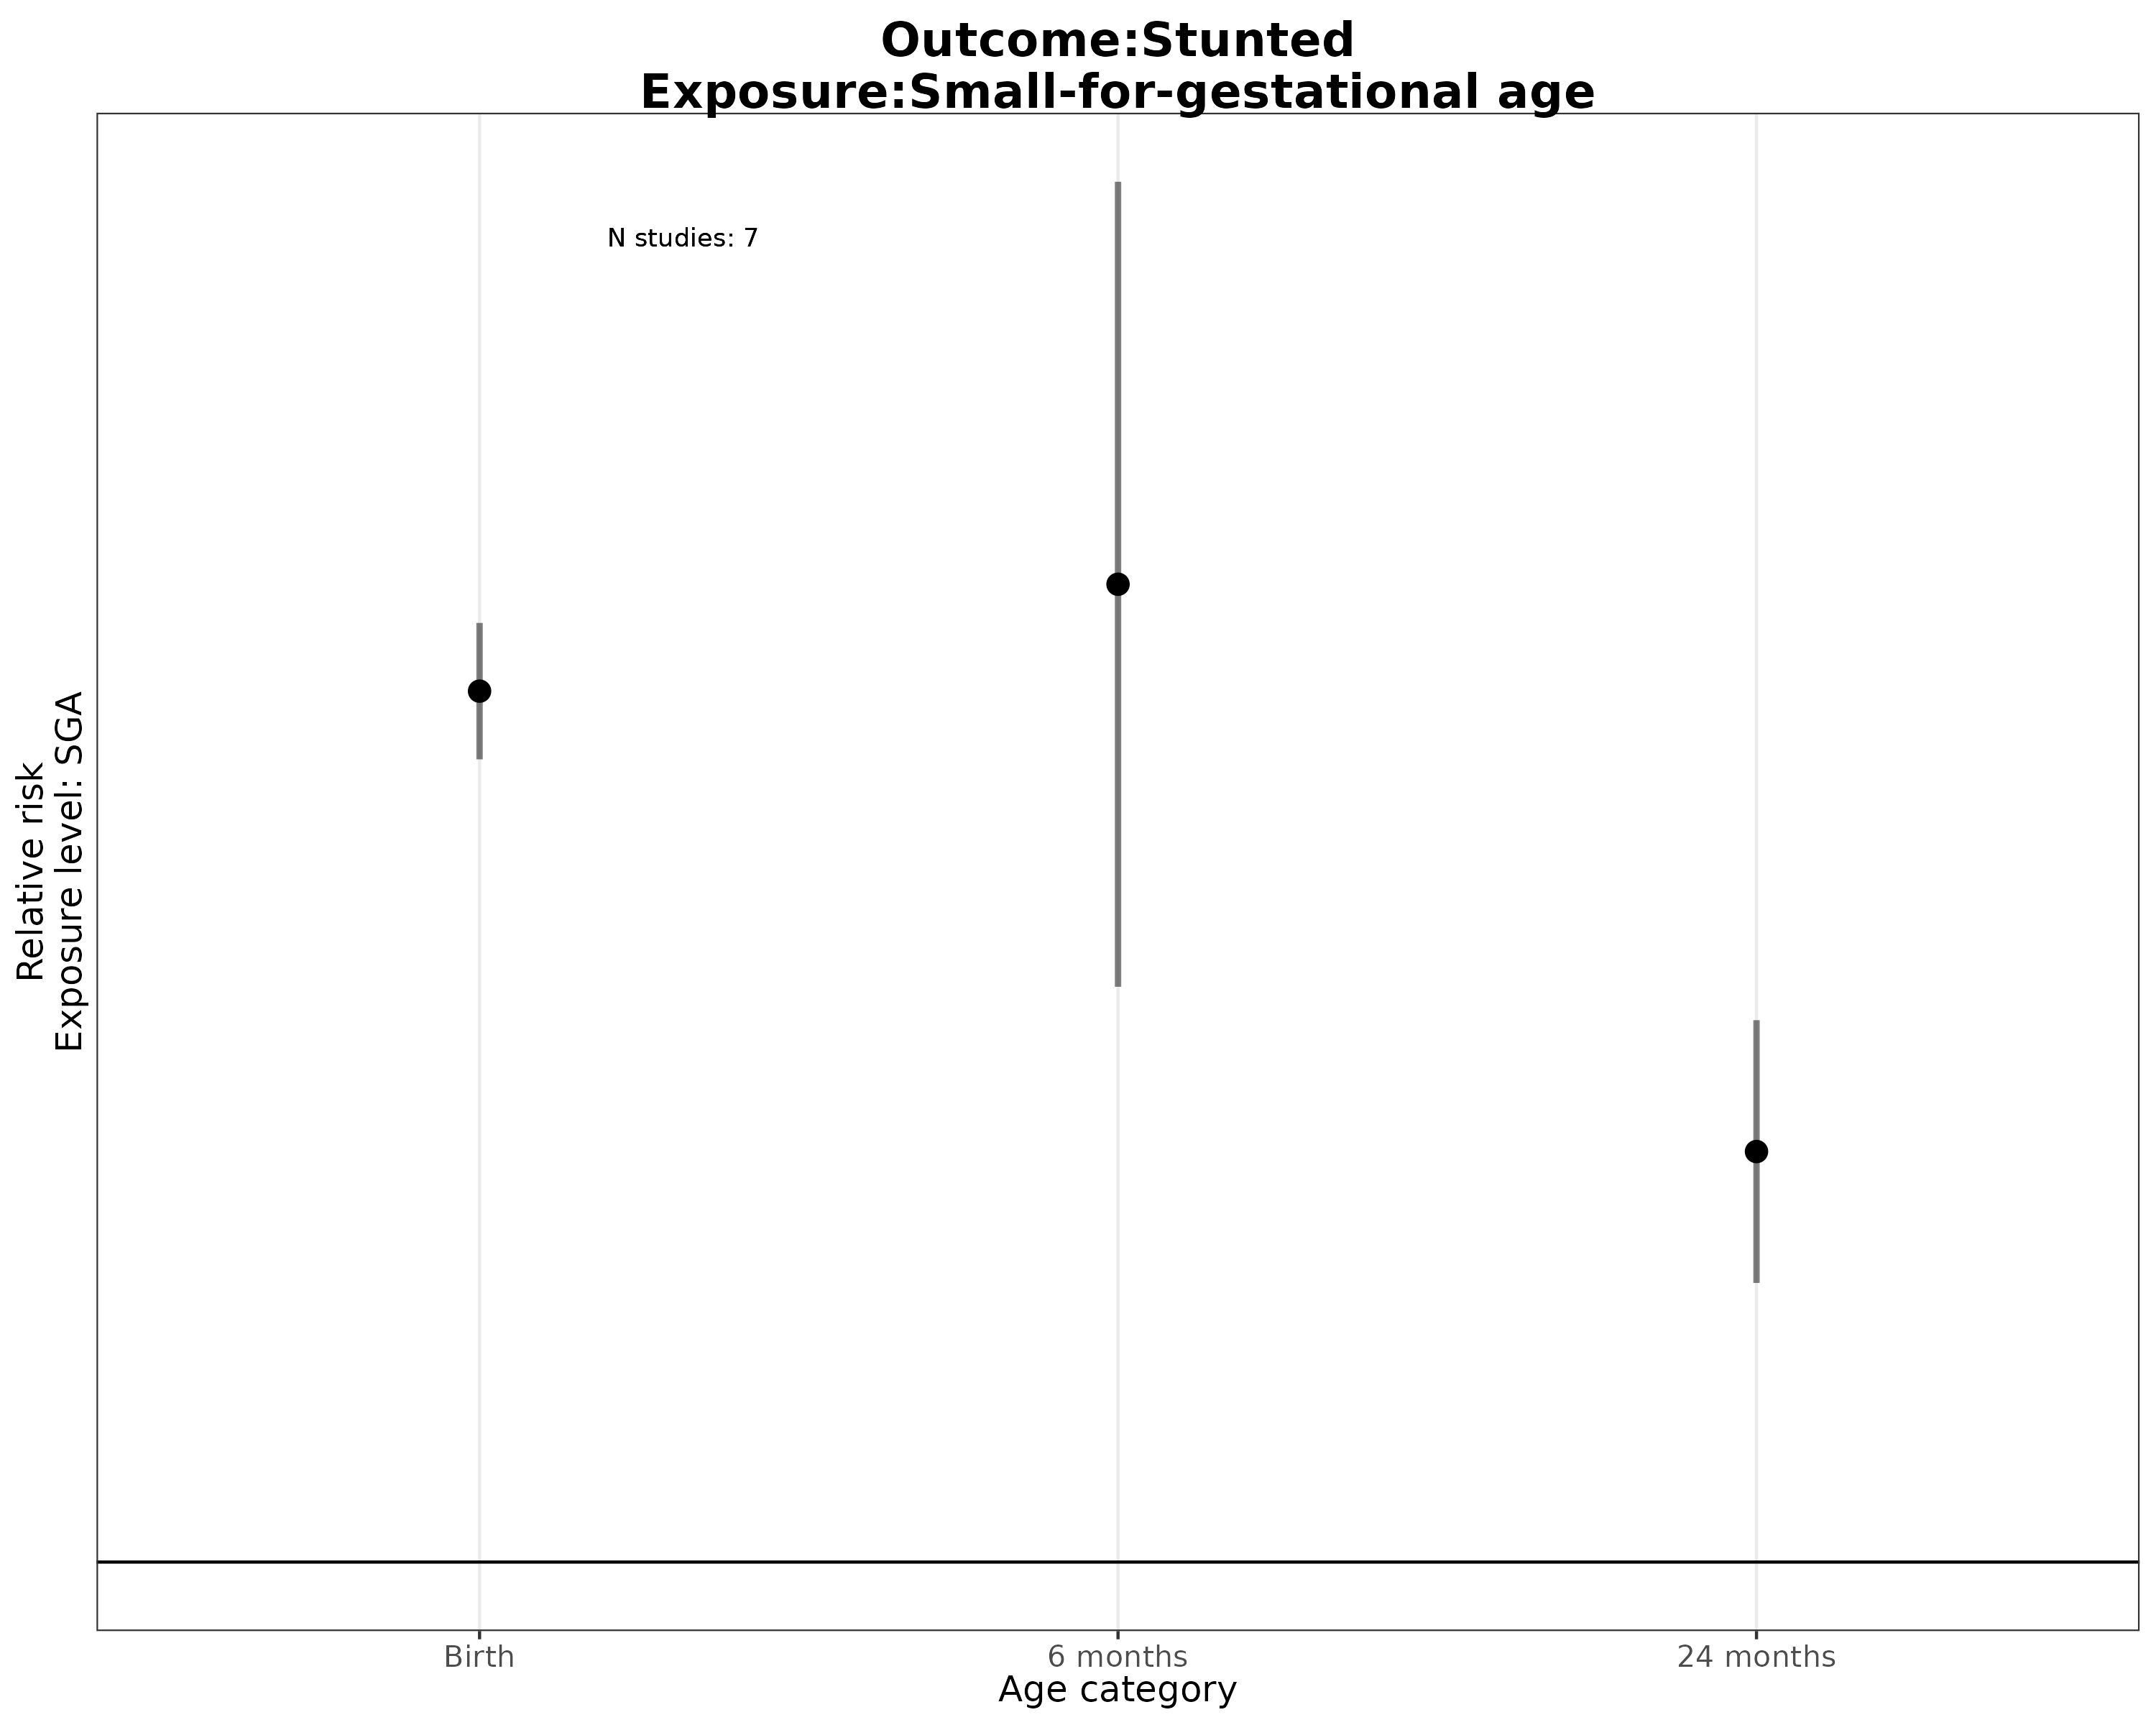 Outcome:Stunted
Exposure:Small-for-gestational age
N studies: 7
Relative risk
Exposure level: SGA
Birth
6 months
24 months
Age category